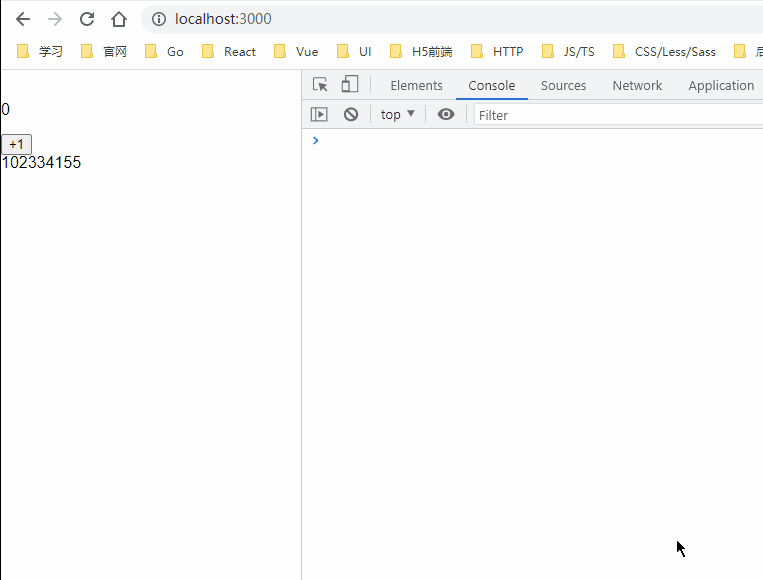 localhost:3000
学习 官网 Go React Vue UI H5前端 HTTP JS/TS CSS/Less/Sass
Elements Console Sources Network Application
top ▼ Filter
0
+1
102334155